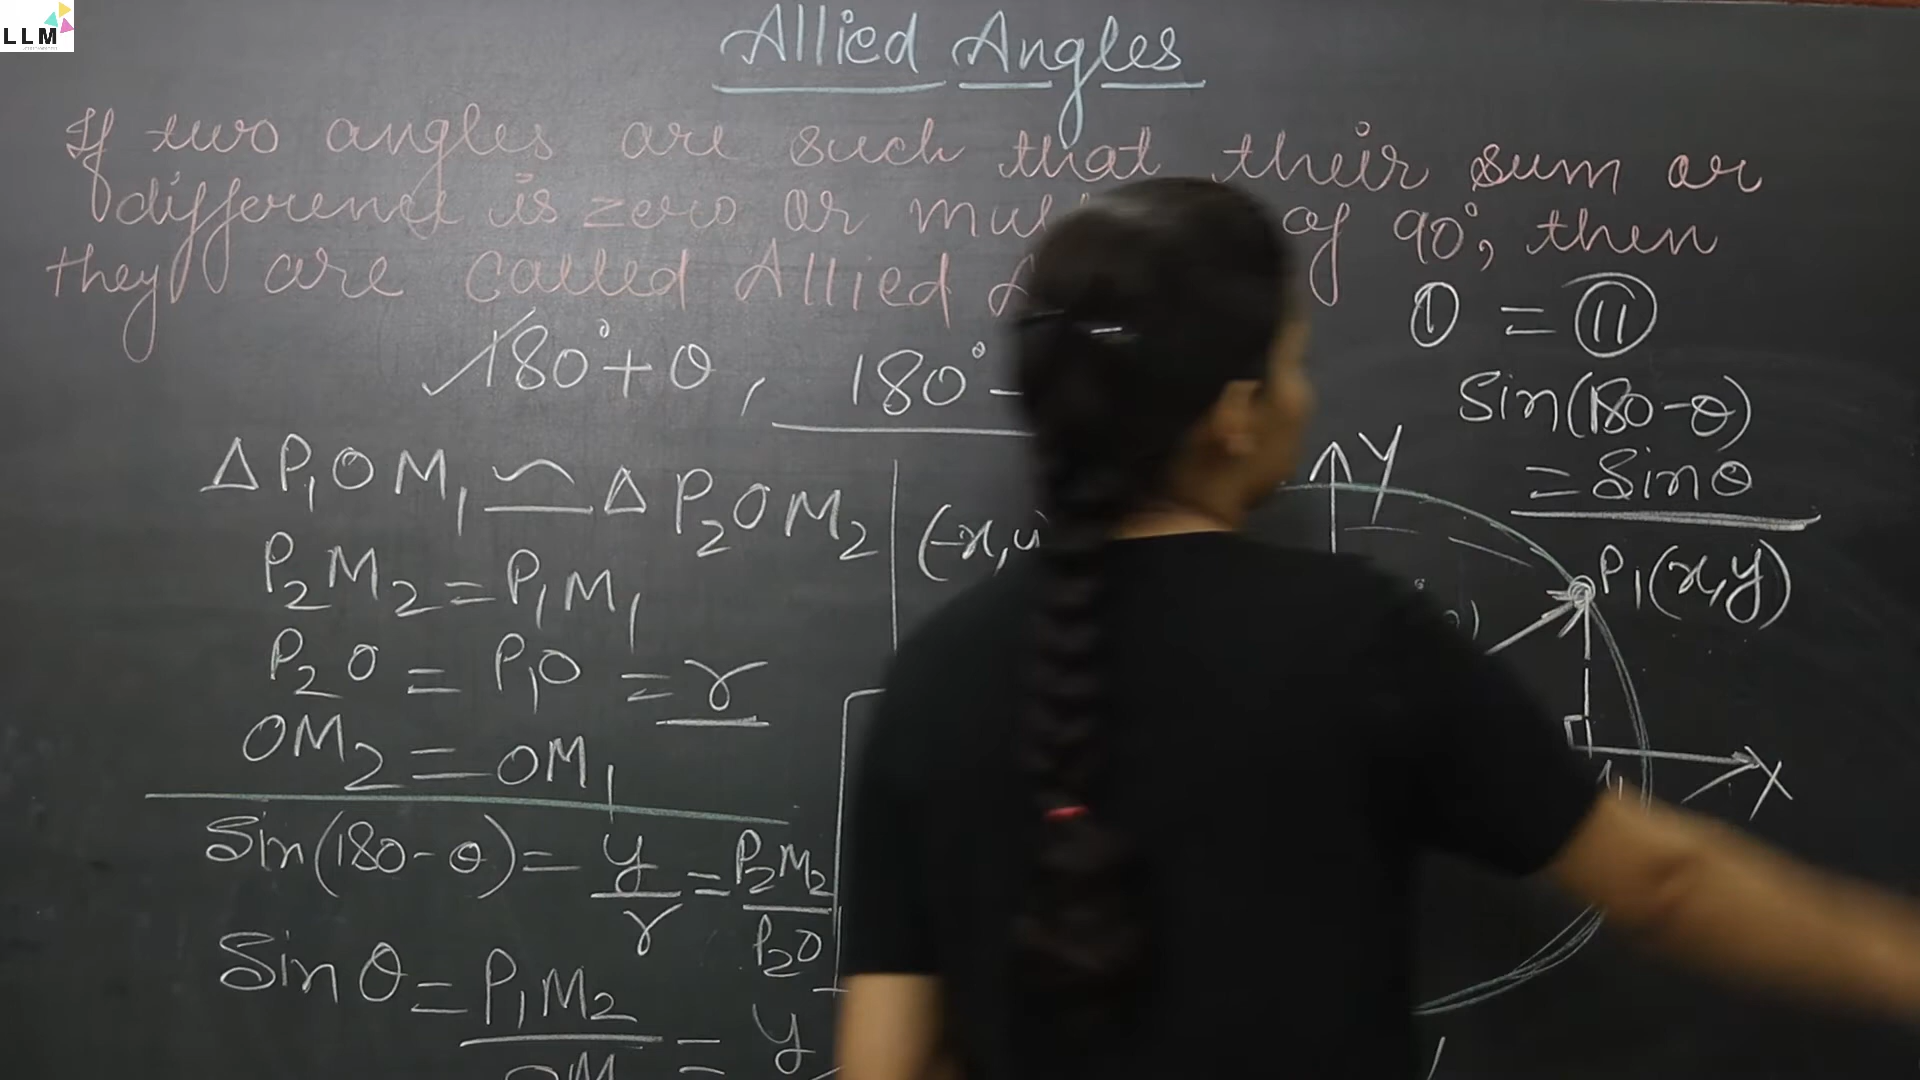 LLM
Allied Angles
If two angles are such that their sum or
difference is zero or of 90°, then
they are called Allied
180°+θ, 180°-
① = ⑪
Sin(180-θ)
= Sinθ
ΔP₁OM₁ ≅ ΔP₂OM₂
P₂M₂ = P₁M₁
P₂O = P₁O = r
OM₂ = OM₁
Sin(180-θ) = y/r = P₂M₂/P₂O
Sin θ = P₁M₂/OM = y
(-x,y
Y
P₁(x,y)
X